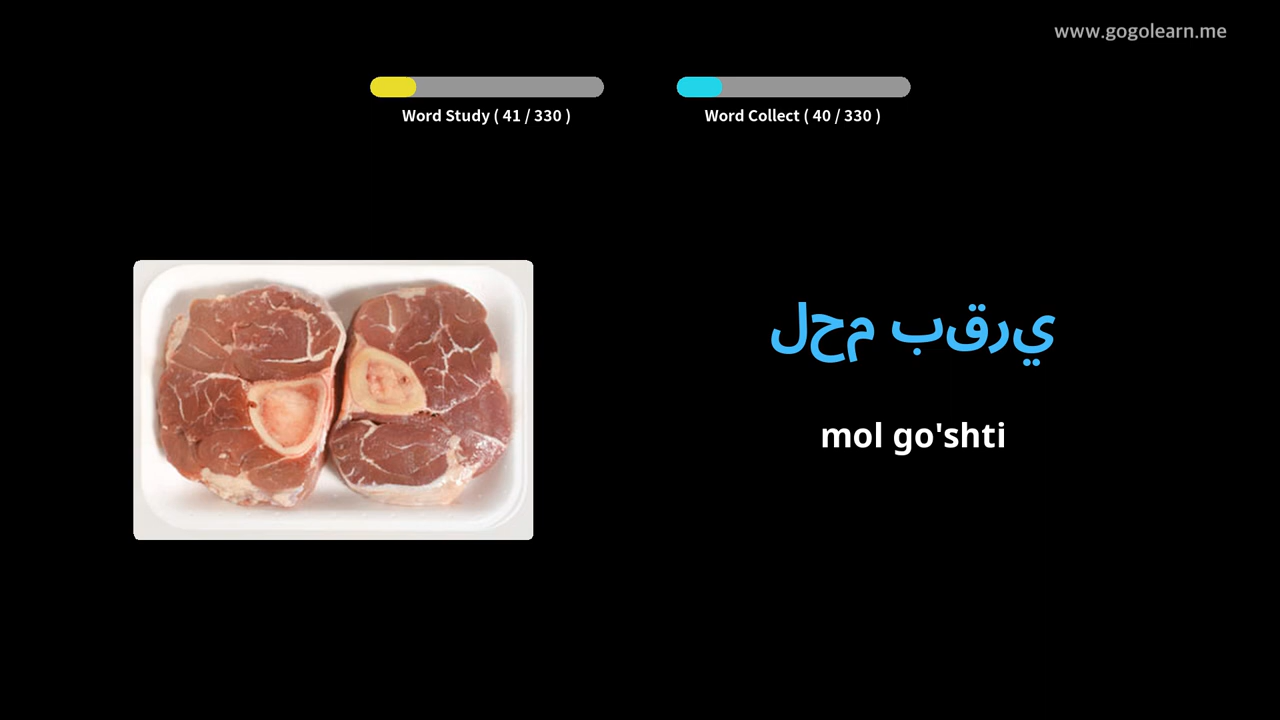 www.gogolearn.me
Word Study ( 41 / 330 )
Word Collect ( 40 / 330 )
لحم بقري
mol go'shti